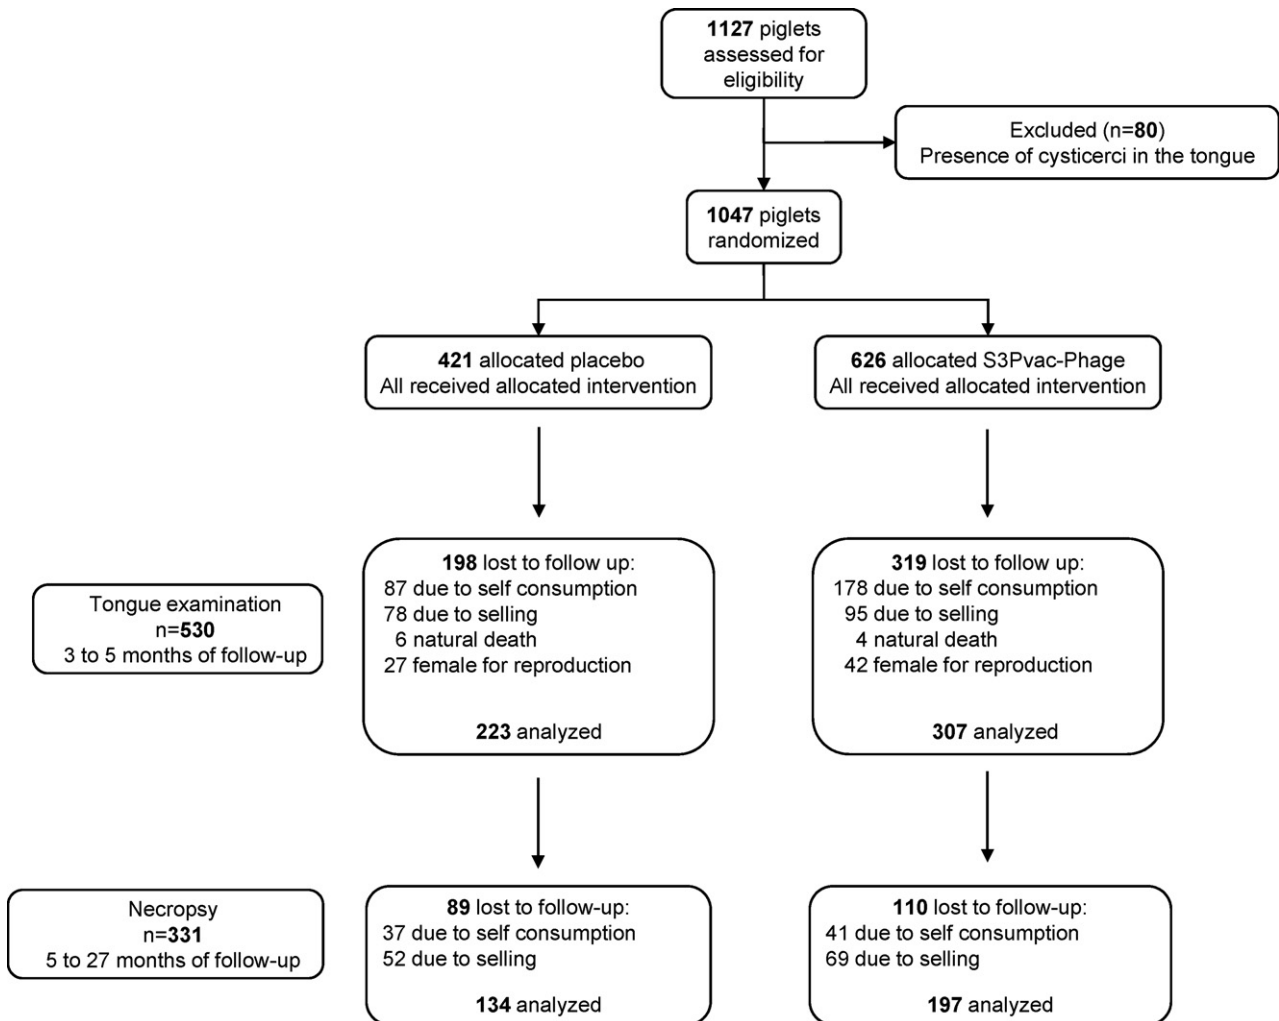 1127 piglets
assessed for
eligibility
Excluded (n=80)
Presence of cysticerci in the tongue
1047 piglets
randomized
421 allocated placebo
All received allocated intervention
626 allocated S3Pvac-Phage
All received allocated intervention
Tongue examination
n=530
3 to 5 months of follow-up
198 lost to follow up:
87 due to self consumption
78 due to selling
6 natural death
27 female for reproduction
223 analyzed
319 lost to follow up:
178 due to self consumption
95 due to selling
4 natural death
42 female for reproduction
307 analyzed
Necropsy
n=331
5 to 27 months of follow-up
89 lost to follow-up:
37 due to self consumption
52 due to selling
134 analyzed
110 lost to follow-up:
41 due to self consumption
69 due to selling
197 analyzed